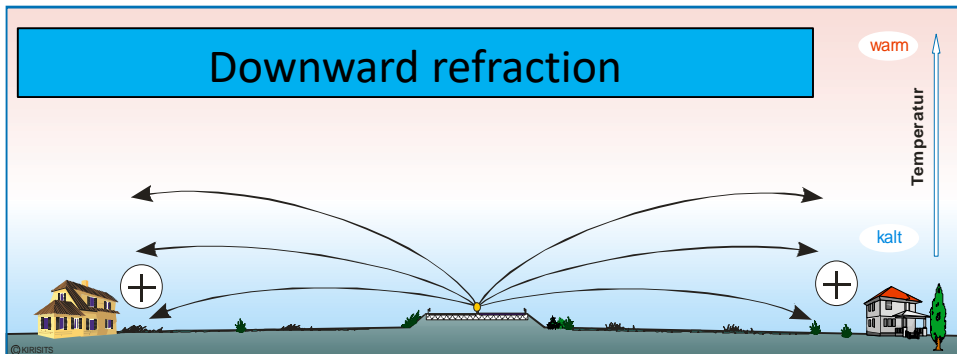 Downward refraction
warm
Temperatur
kalt
©KIRISITS